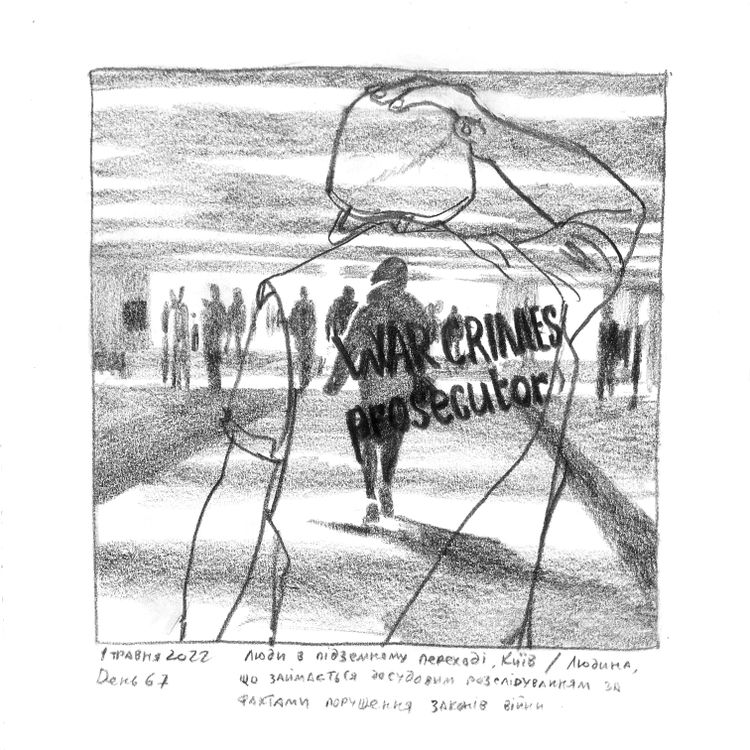 WAR CRIMES
prosecutor
1 травня 2022
День 67
Люди в підземному переході, Київ / Людина,
що займається досудовим розслідуванням за
фактами порушення законів війни